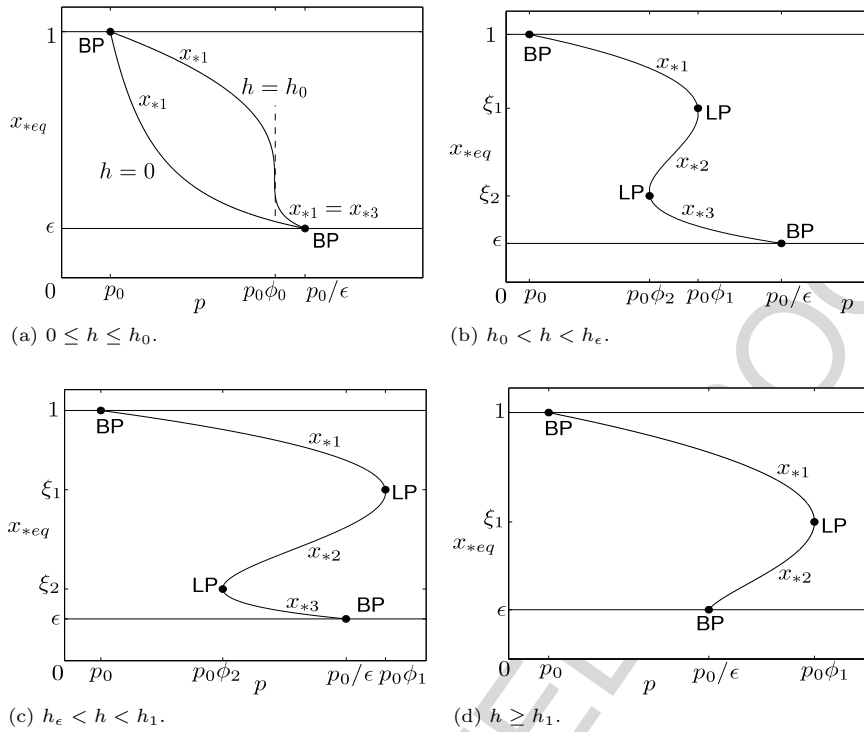 1
BP
x∗1
h = h0
x∗eq
x∗1
h = 0
x∗1 = x∗3
ϵ
BP
0
p0
p
p0ϕ0
p0/ϵ
(a) 0 ≤ h ≤ h0.
1
BP
x∗1
ξ1
LP
x∗eq
x∗2
ξ2
LP
x∗3
BP
ϵ
0
p0
p0ϕ2
p0ϕ1
p0/ϵ
p
(b) h0 < h < hϵ.
1
BP
x∗1
ξ1
LP
x∗eq
x∗2
ξ2
LP
x∗3
BP
ϵ
0
p0
p0ϕ2
p
p0/ϵ
p0ϕ1
(c) hϵ < h < h1.
1
BP
x∗1
ξ1
LP
x∗eq
x∗2
ϵ
BP
0
p0
p
p0/ϵ
p0ϕ1
(d) h ≥ h1.